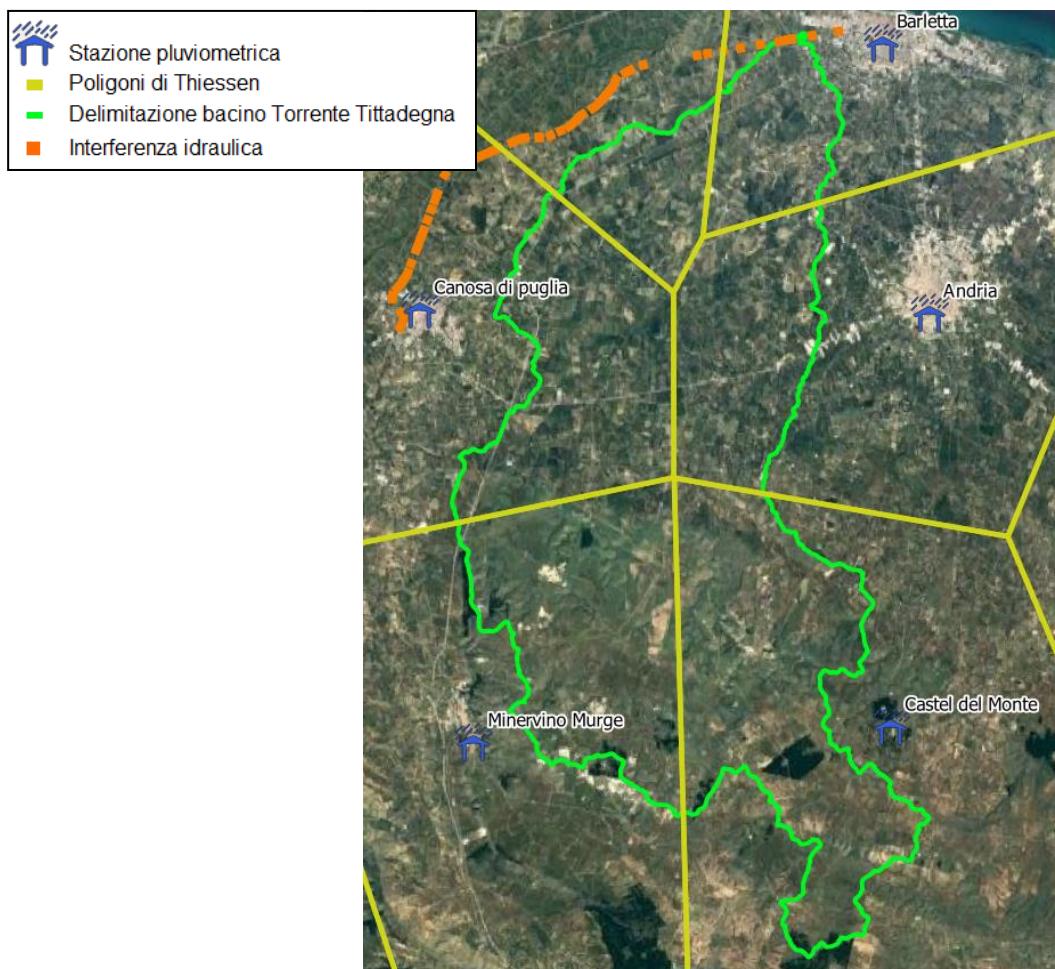 Stazione pluviometrica
Poligoni di Thiessen
Delimitazione bacino Torrente Tittadegna
Interferenza idraulica
Barletta
Canosa di puglia
Andria
Minervino Murge
Castel del Monte